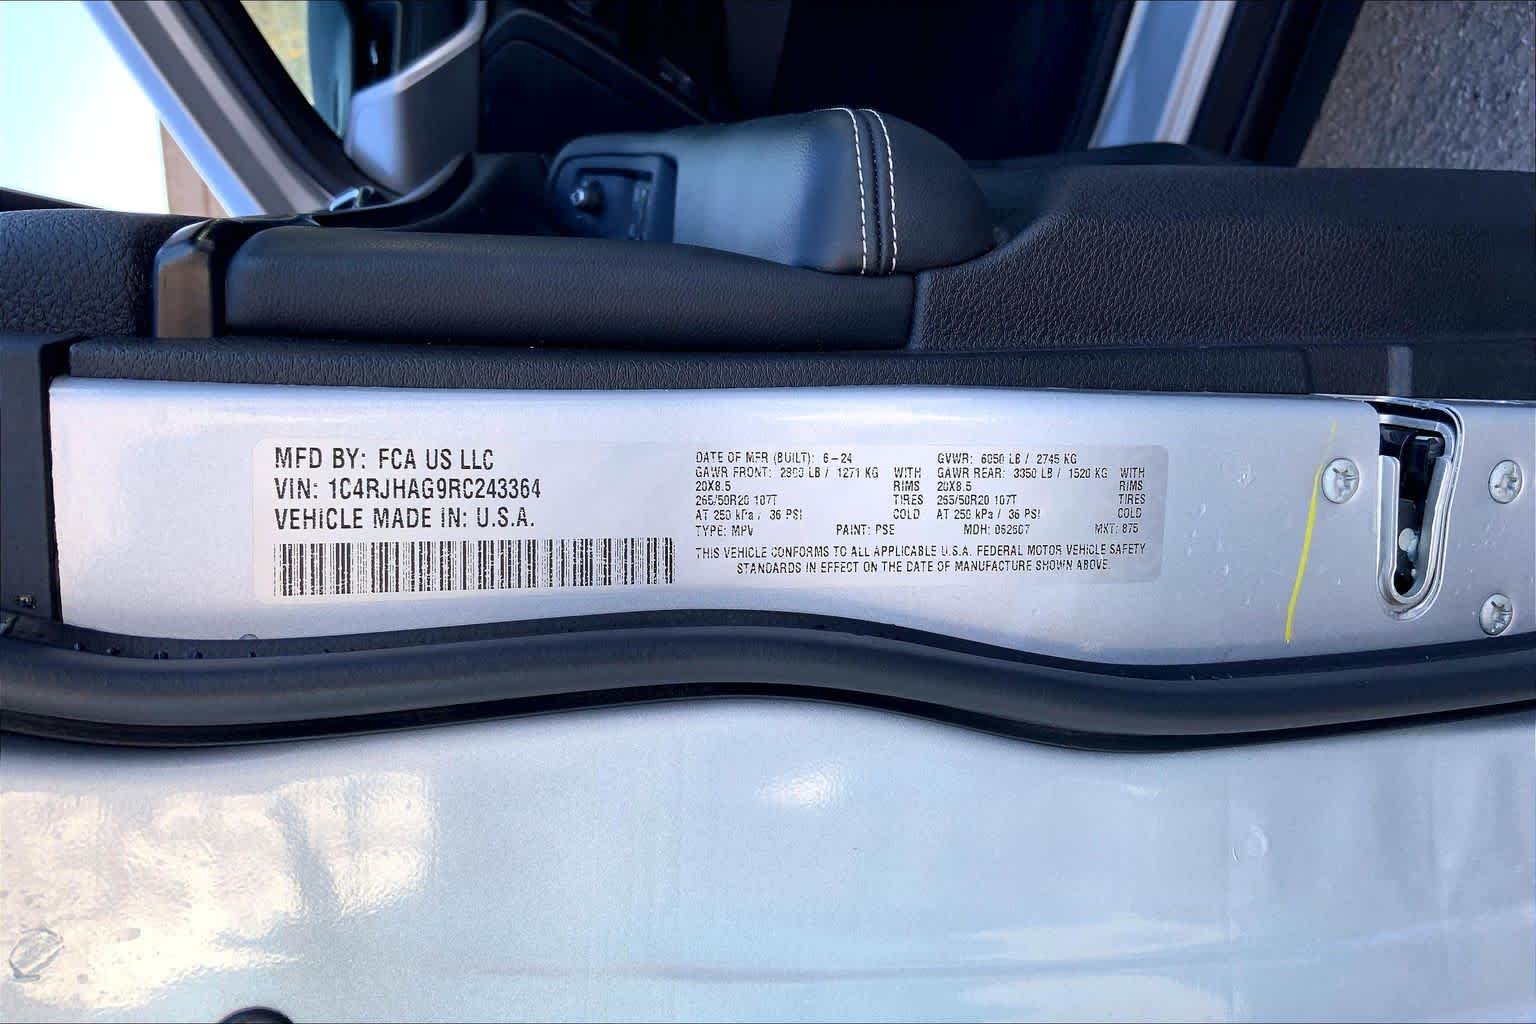 MFD BY: FCA US LLC
VIN: 1C4RJHAG9RC243364
VEHICLE MADE IN: U.S.A.
DATE OF MFR (BUILT): 6-24
GAWR FRONT: 2800 LB / 1271 KG WITH
20X8.5 RIMS
265/50R20 107T TIRES
AT 250 kPa / 36 PSI COLD
GVWR: 6050 LB / 2745 KG
GAWR REAR: 3350 LB / 1520 KG WITH
20X8.5 RIMS
265/50R20 107T TIRES
AT 250 kPa / 36 PSI COLD
TYPE: MPV PAINT: PSE MDH: 062607 MKT: 875
THIS VEHICLE CONFORMS TO ALL APPLICABLE U.S.A. FEDERAL MOTOR VEHICLE SAFETY
STANDARDS IN EFFECT ON THE DATE OF MANUFACTURE SHOWN ABOVE.